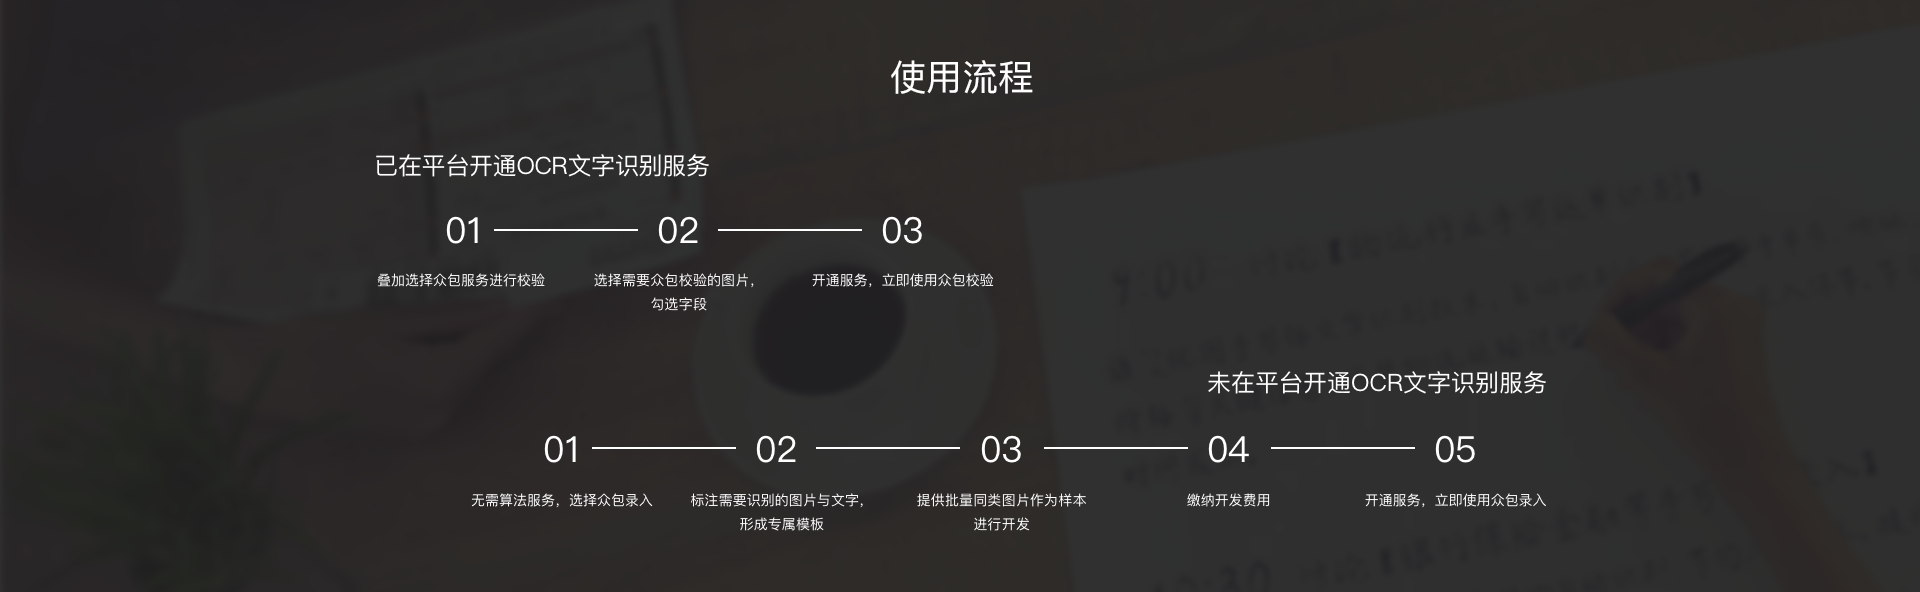 使用流程
已在平台开通OCR文字识别服务
01 02 03
叠加选择众包服务进行校验 选择需要众包校验的图片， 开通服务，立即使用众包校验
勾选字段
未在平台开通OCR文字识别服务
01 02 03 04 05
无需算法服务，选择众包录入 标注需要识别的图片与文字， 提供批量同类图片作为样本 缴纳开发费用 开通服务，立即使用众包录入
形成专属模板 进行开发